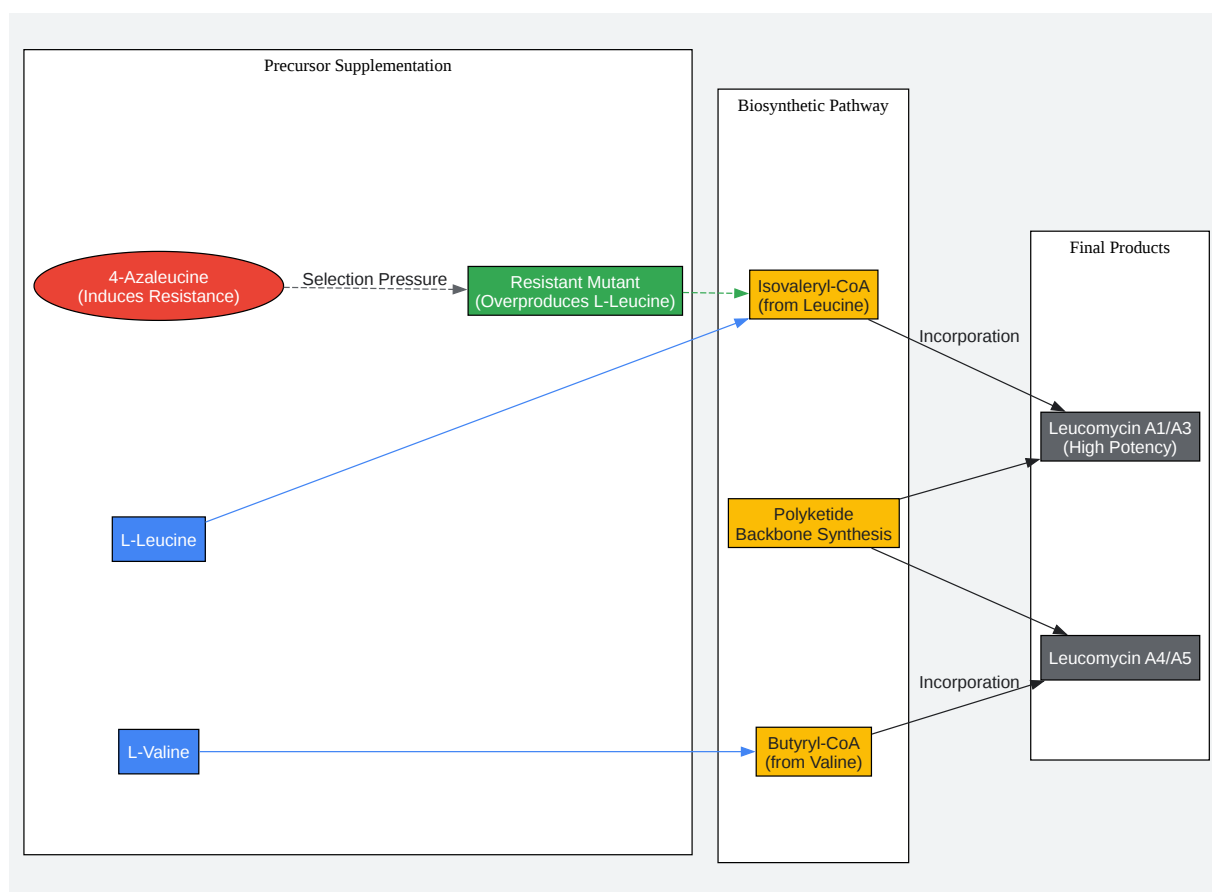 Precursor Supplementation
4-Azaleucine
(Induces Resistance)
Selection Pressure
Resistant Mutant
(Overproduces L-Leucine)
L-Leucine
L-Valine
Biosynthetic Pathway
Isovaleryl-CoA
(from Leucine)
Incorporation
Polyketide
Backbone Synthesis
Incorporation
Butyryl-CoA
(from Valine)
Final Products
Leucomycin A1/A3
(High Potency)
Leucomycin A4/A5